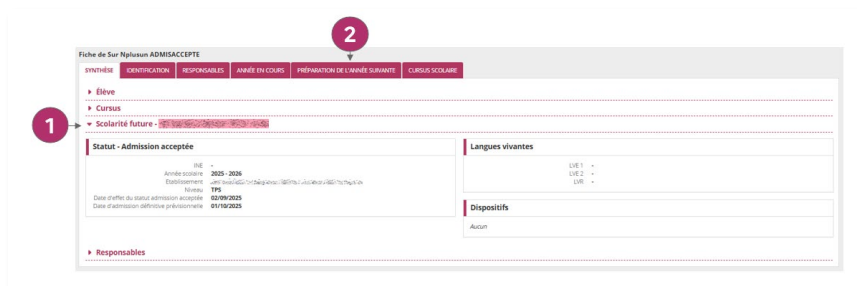 2
Fiche de Sur Nplusun ADMISACCEPTE
SYNTHÈSE IDENTIFICATION RESPONSABLES ANNÉE EN COURS PRÉPARATION DE L'ANNÉE SUIVANTE CURSUS SCOLAIRE
Élève
Cursus
1
Scolarité future -
Statut - Admission acceptée
INE -
Année scolaire 2025 - 2026
Établissement
Niveau TPS
Date d'effet du statut admission acceptée 02/09/2025
Date d'admission définitive prévisionnelle 01/10/2025
Langues vivantes
LVE 1 -
LVE 2 -
LVR -
Dispositifs
Aucun
Responsables